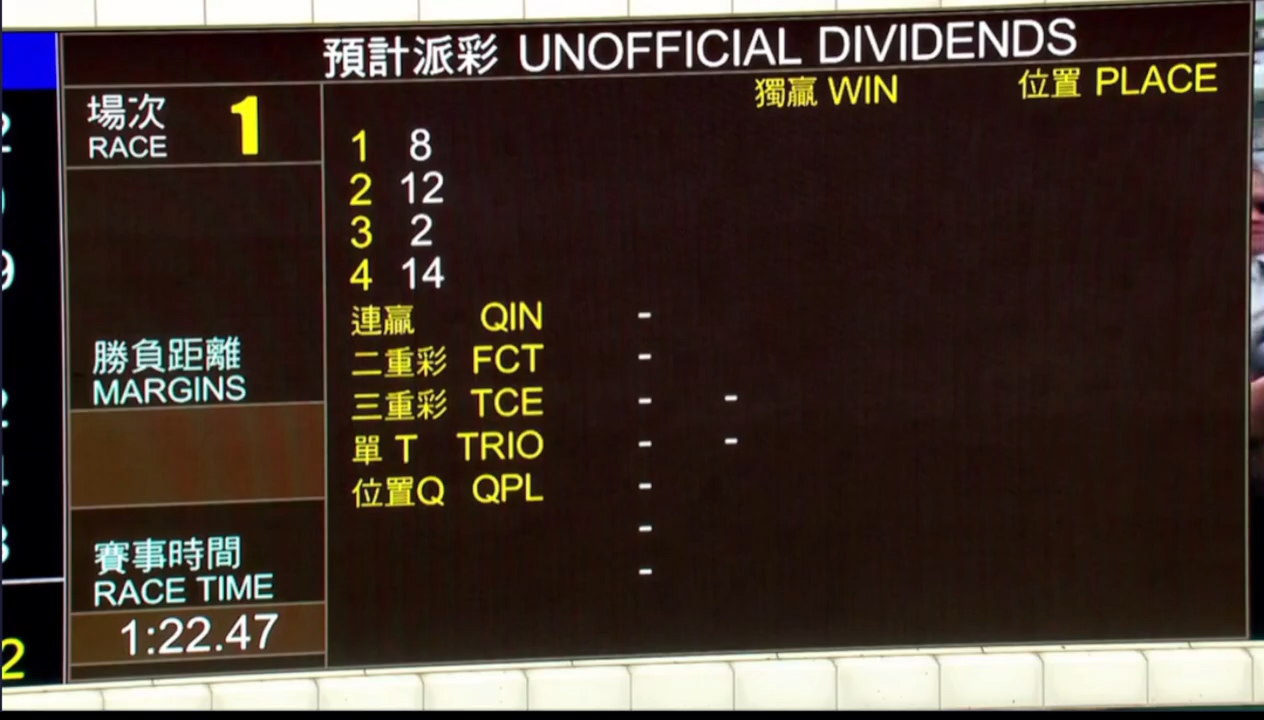 預計派彩 UNOFFICIAL DIVIDENDS
場次 RACE 1
獨贏 WIN 位置 PLACE
1 8
2 12
3 2
4 14
連贏 QIN -
二重彩 FCT -
三重彩 TCE - -
單T TRIO - -
位置Q QPL -
-
-
勝負距離
MARGINS
賽事時間
RACE TIME
1:22.47